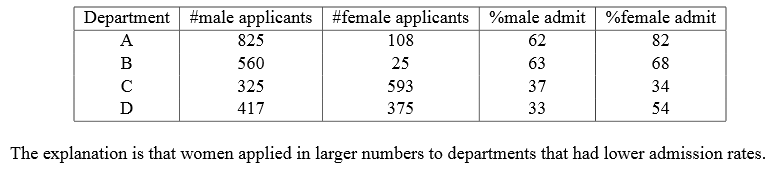 Department #male applicants #female applicants %male admit %female admit
A 825 108 62 82
B 560 25 63 68
C 325 593 37 34
D 417 375 33 54
The explanation is that women applied in larger numbers to departments that had lower admission rates.